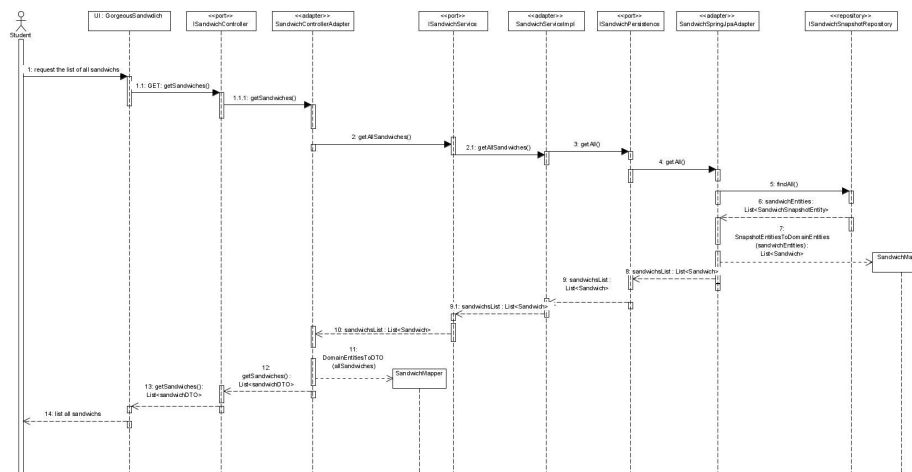 UI : GorgeousSandwdiich
<<port>>
ISandwichController
<<adapter>>
SandwichControllerAdapter
<<port>>
ISandwichService
<<adapter>>
SandwichServiceImpl
<<port>>
ISandwichPersistence
<<adapter>>
SandwichSpringJpaAdapter
<<repository>>
ISandwichSnapshotRepository
Student
1: request the list of all sandwichs
1.1: GET: getSandwiches()
1.1.1: getSandwiches()
2: getAllSandwiches()
2.1: getAllSandwiches()
3: getAll()
4: getAll()
5: findAll()
6: sandwichEntities :
List<SandwichSnapshotEntity>
7:
SnapshotEntitiesToDomainEntities
(sandwichEntities) :
List<Sandwich>
SandwichMa
8: sandwichsList : List<Sandwich>
9: sandwichsList :
List<Sandwich>
9.1: sandwichsList : List<Sandwich>
10: sandwichsList : List<Sandwich>
11:
DomainEntitiesToDTO
(allSandwiches)
SandwichMapper
12:
getSandwiches() :
List<sandwichDTO>
13: getSandwiches():
List<sandwichDTO>
14: list all sandwichs